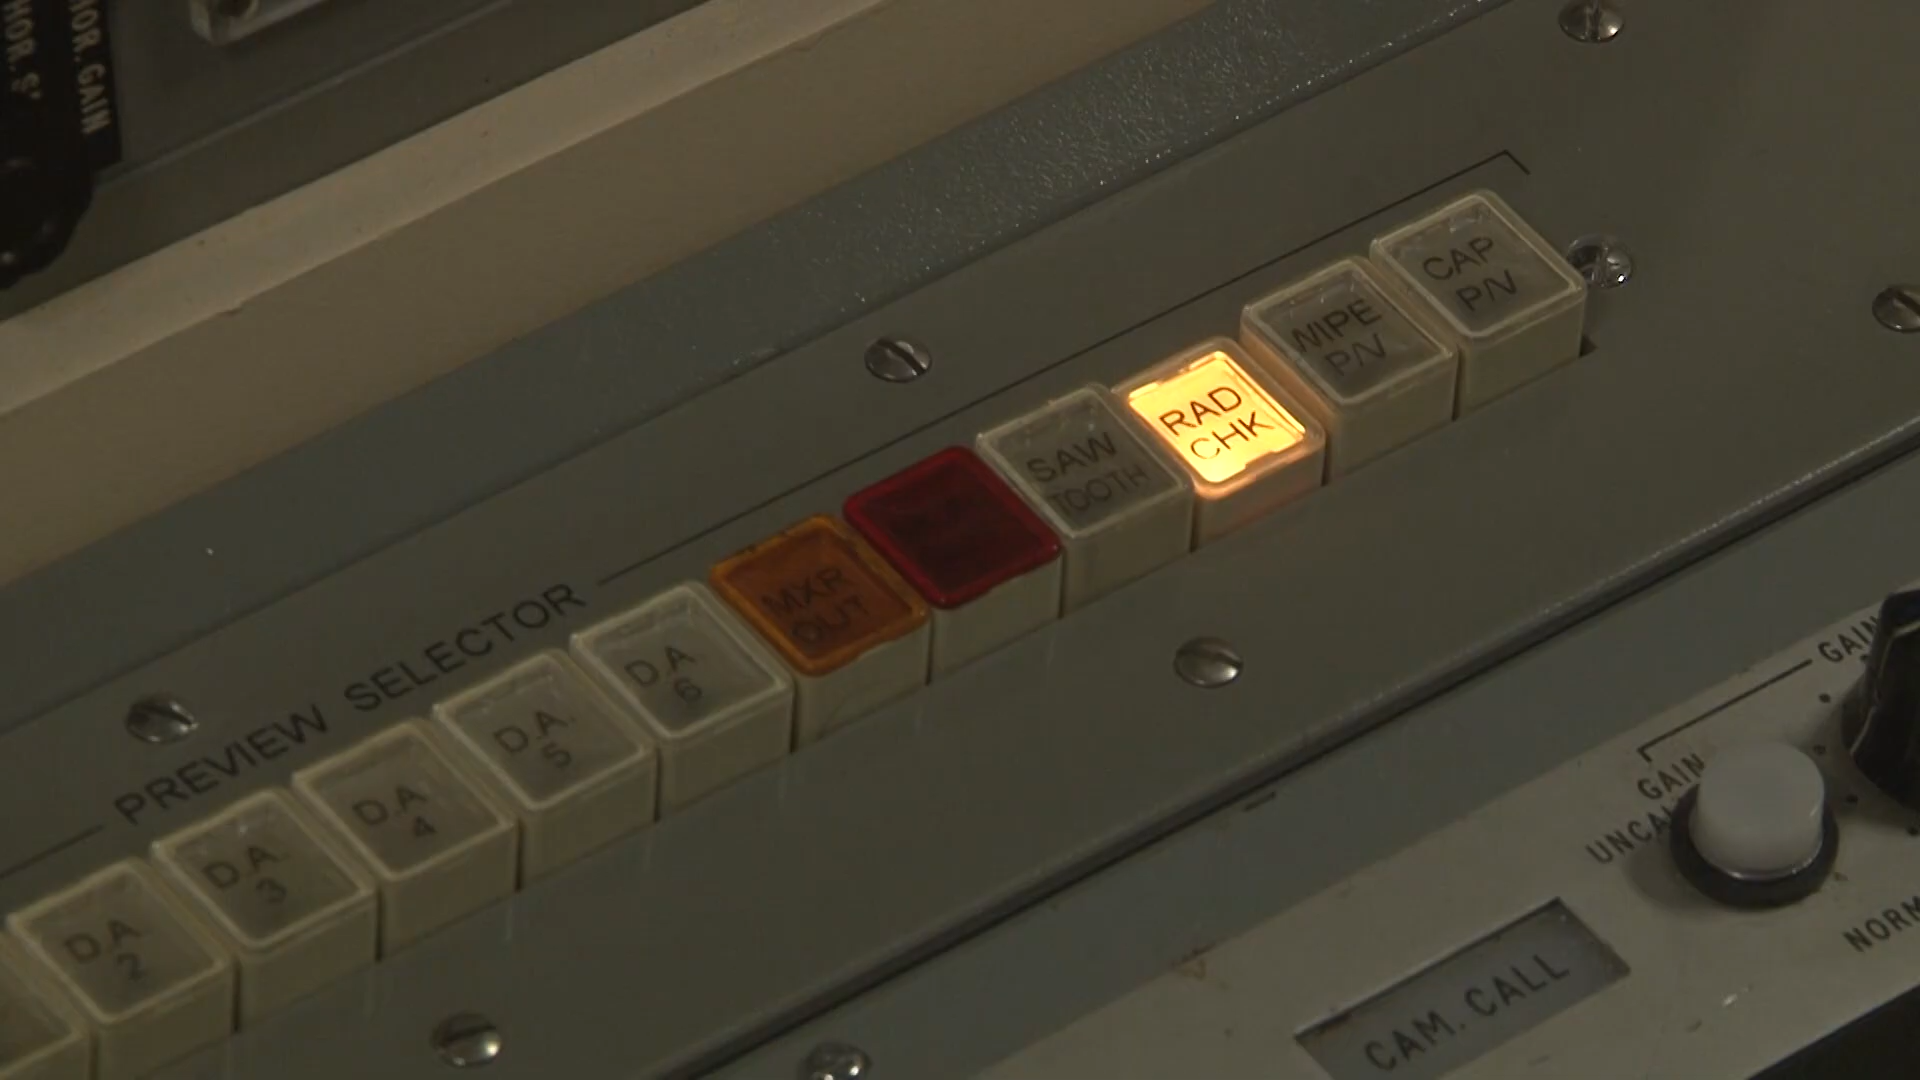 HOR. GAIN
HOR. S
PREVIEW SELECTOR
D.A.
2
D.A.
3
D.A.
4
D.A.
5
D.A.
6
MXR
OUT
SAW
TOOTH
RAD
CHK
WIPE
P/V
CAP
P/V
GAIN
GAIN
UNCAL
NORM
CAM. CALL